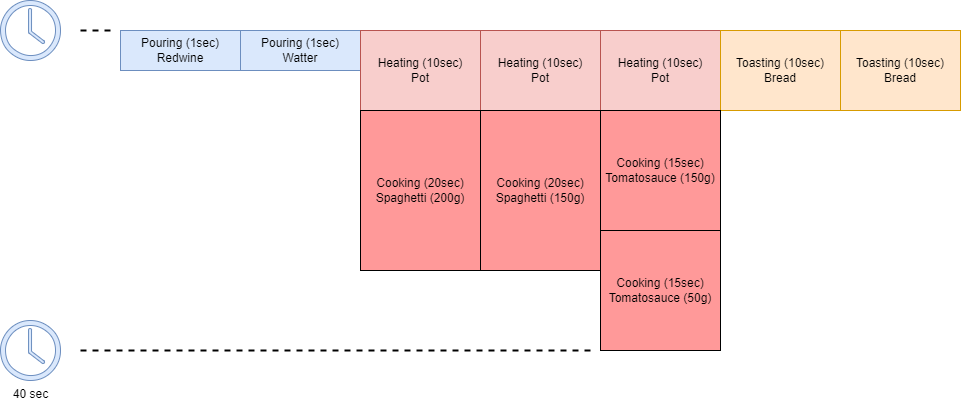 Pouring (1sec)
Redwine
Pouring (1sec)
Watter
Heating (10sec)
Pot
Heating (10sec)
Pot
Heating (10sec)
Pot
Toasting (10sec)
Bread
Toasting (10sec)
Bread
Cooking (20sec)
Spaghetti (200g)
Cooking (20sec)
Spaghetti (150g)
Cooking (15sec)
Tomatosauce (150g)
Cooking (15sec)
Tomatosauce (50g)
40 sec